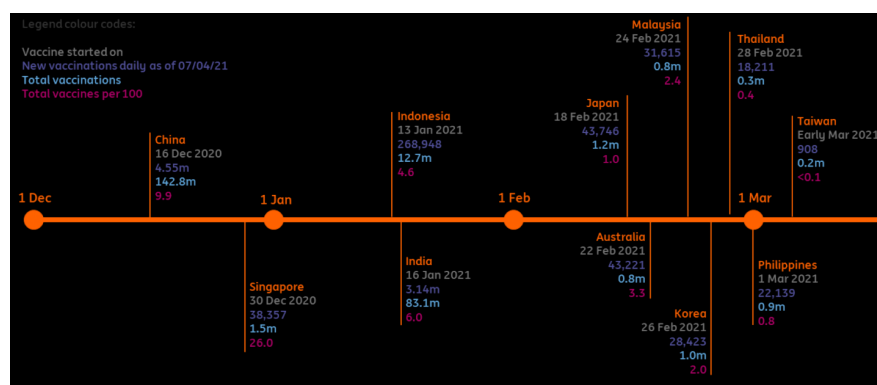 Legend colour codes:
Vaccine started on
New vaccinations daily as of 07/04/21
Total vaccinations
Total vaccines per 100
China
16 Dec 2020
4.55m
142.8m
9.9
Indonesia
13 Jan 2021
268,948
12.7m
4.6
Japan
18 Feb 2021
43,746
1.2m
1.0
Malaysia
24 Feb 2021
31,615
0.8m
2.4
Thailand
28 Feb 2021
18,211
0.3m
0.4
Taiwan
Early Mar 2021
908
0.2m
<0.1
1 Dec
1 Jan
1 Feb
1 Mar
Singapore
30 Dec 2020
38,357
1.5m
26.0
India
16 Jan 2021
3.14m
83.1m
6.0
Australia
22 Feb 2021
43,221
0.8m
3.3
Korea
26 Feb 2021
28,423
1.0m
2.0
Philippines
1 Mar 2021
22,139
0.9m
0.8